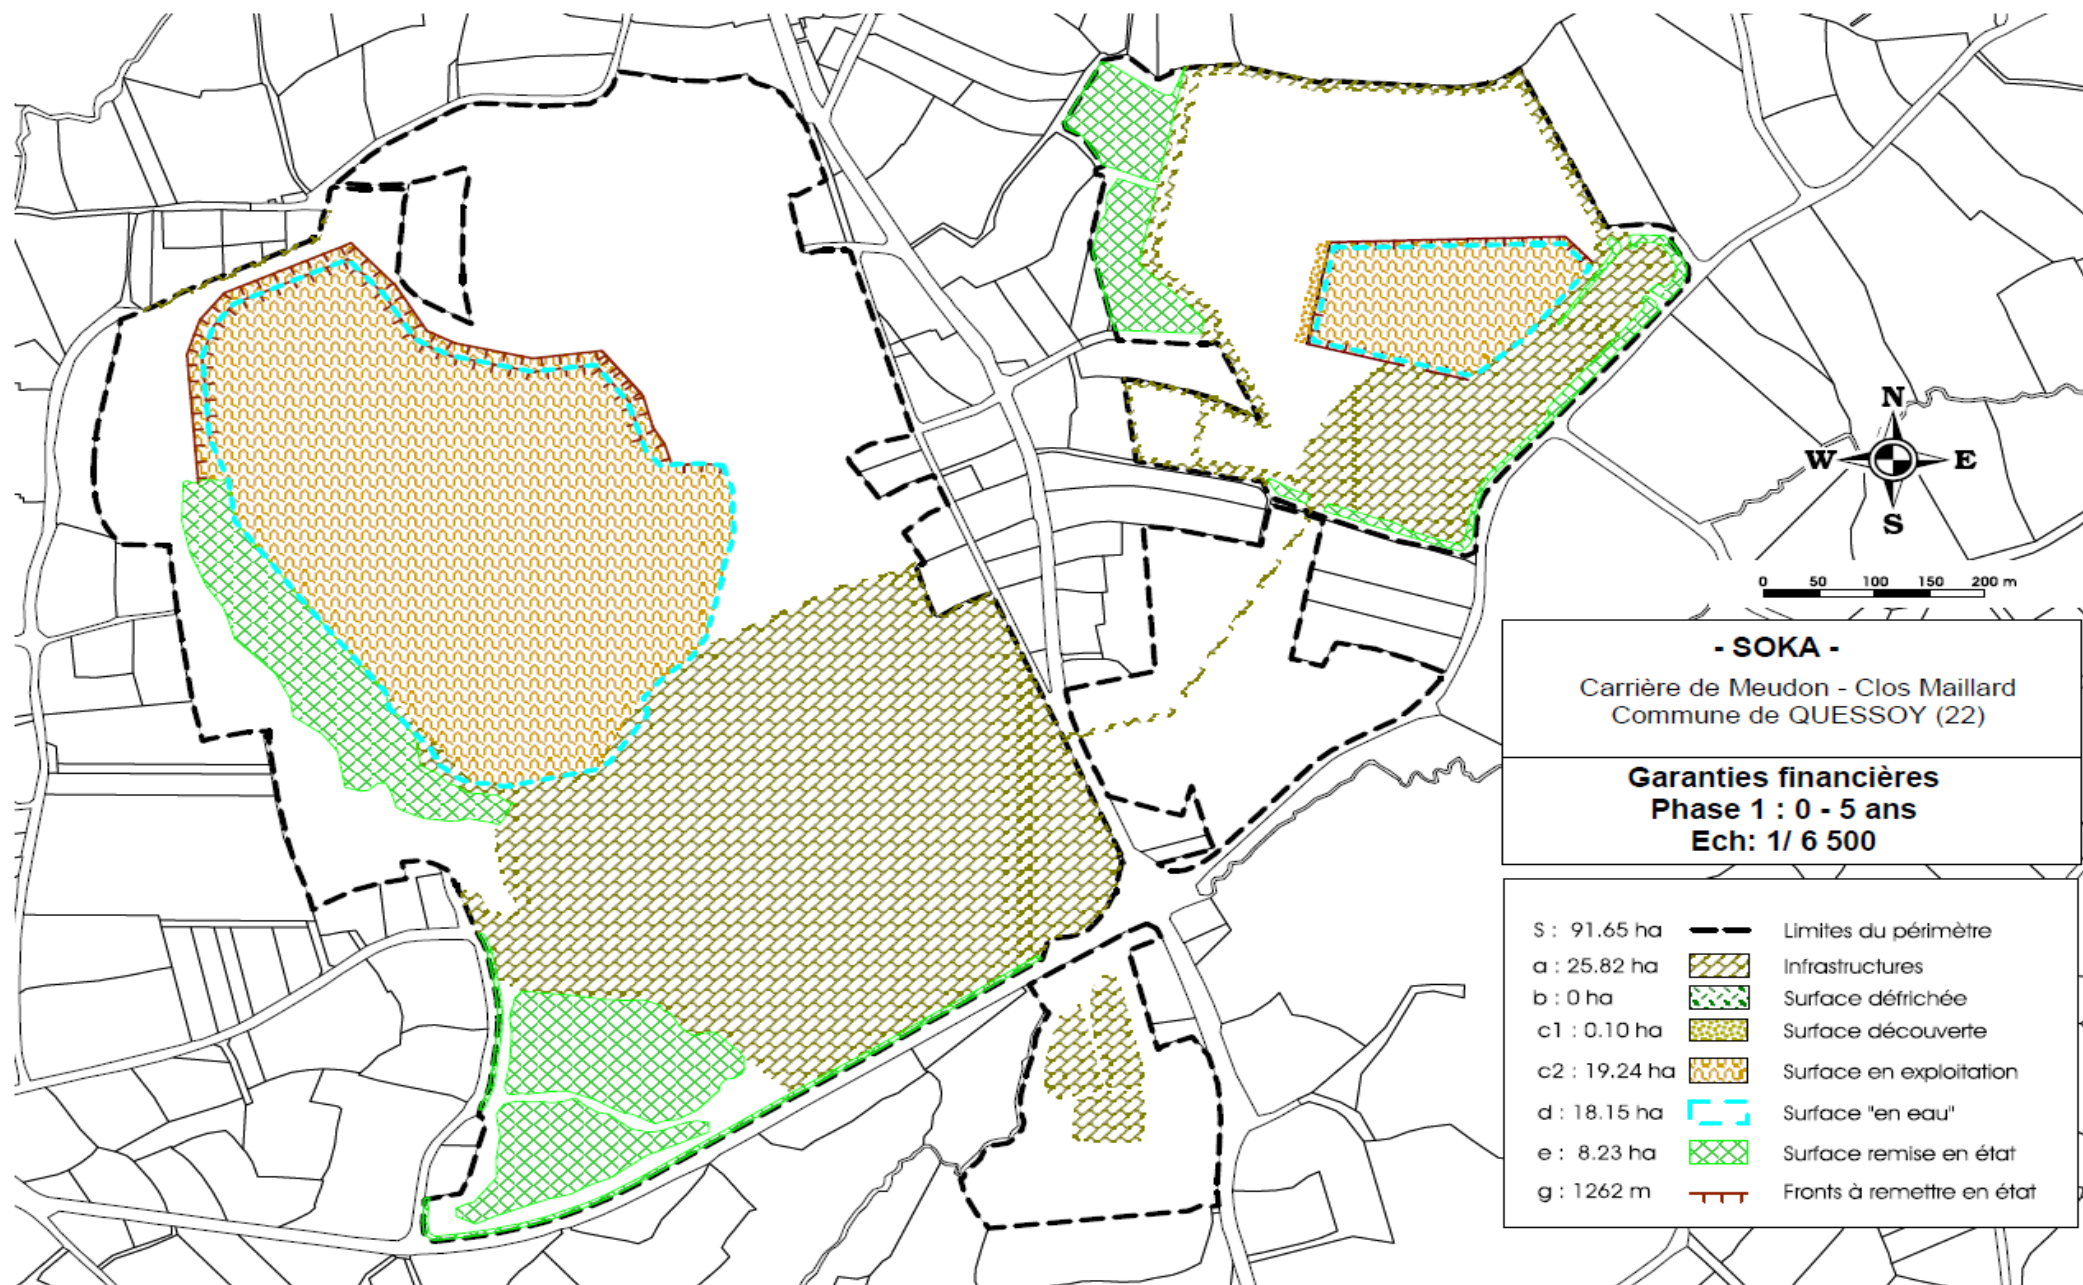 N
W E
S
0 50 100 150 200 m
- SOKA -
Carrière de Meudon - Clos Maillard
Commune de QUESSOY (22)
Garanties financières
Phase 1 : 0 - 5 ans
Ech: 1/ 6 500
S : 91.65 ha Limites du périmètre
a : 25.82 ha Infrastructures
b : 0 ha Surface défrichée
c1 : 0.10 ha Surface découverte
c2 : 19.24 ha Surface en exploitation
d : 18.15 ha Surface "en eau"
e : 8.23 ha Surface remise en état
g : 1262 m Fronts à remettre en état